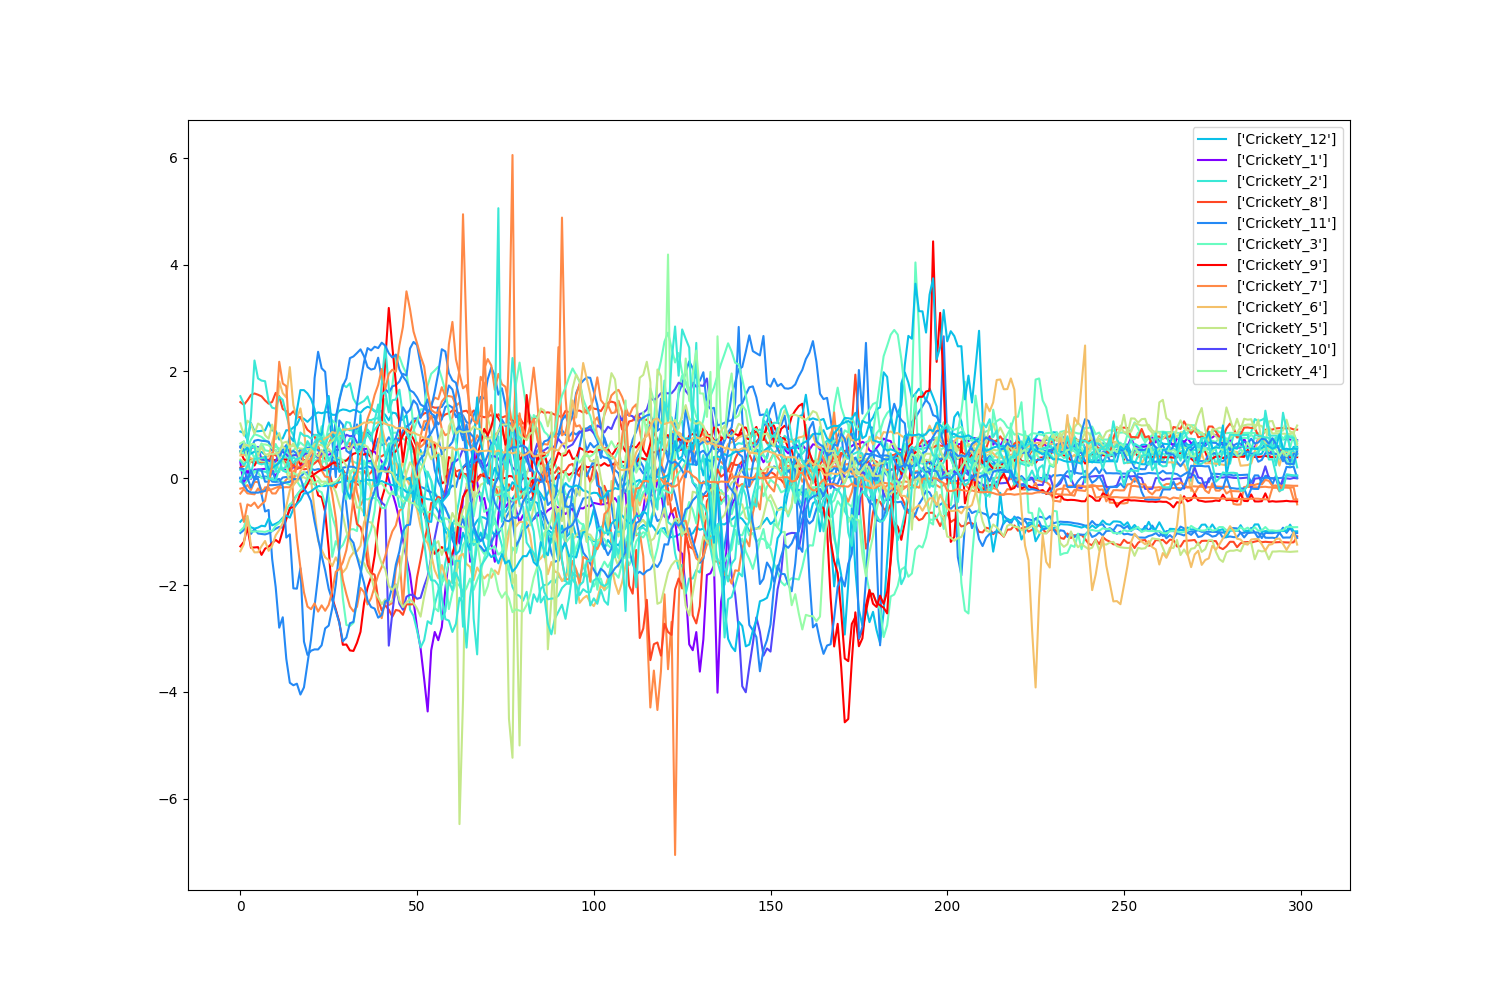 6
4
2
0
−2
−4
−6
0
50
100
150
200
250
300
['CricketY_12']
['CricketY_1']
['CricketY_2']
['CricketY_8']
['CricketY_11']
['CricketY_3']
['CricketY_9']
['CricketY_7']
['CricketY_6']
['CricketY_5']
['CricketY_10']
['CricketY_4']